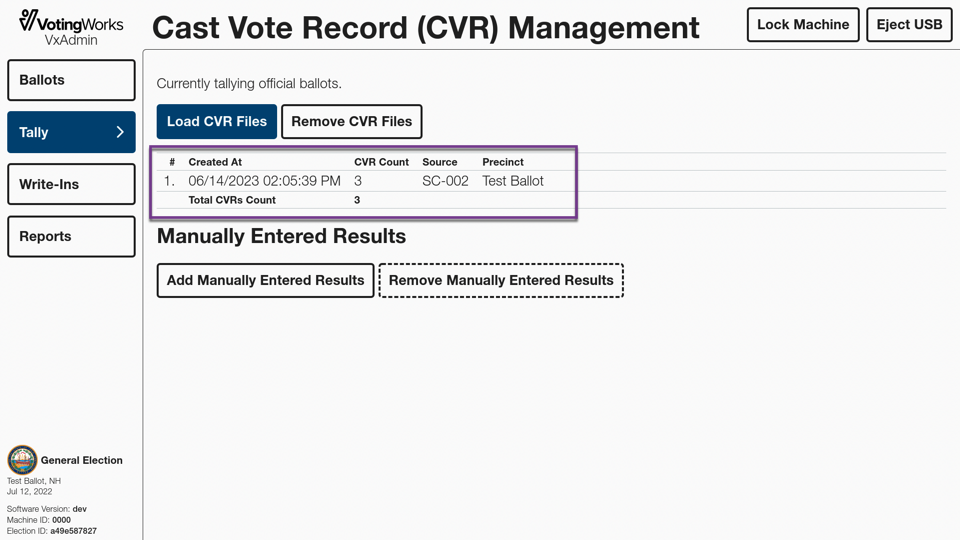 VotingWorks
VxAdmin
Cast Vote Record (CVR) Management
Lock Machine
Eject USB
Ballots
Tally
Write-Ins
Reports
Currently tallying official ballots.
Load CVR Files
Remove CVR Files
# Created At CVR Count Source Precinct
1. 06/14/2023 02:05:39 PM 3 SC-002 Test Ballot
Total CVRs Count 3
Manually Entered Results
Add Manually Entered Results
Remove Manually Entered Results
General Election
Test Ballot, NH
Jul 12, 2022
Software Version: dev
Machine ID: 0000
Election ID: a49e587827